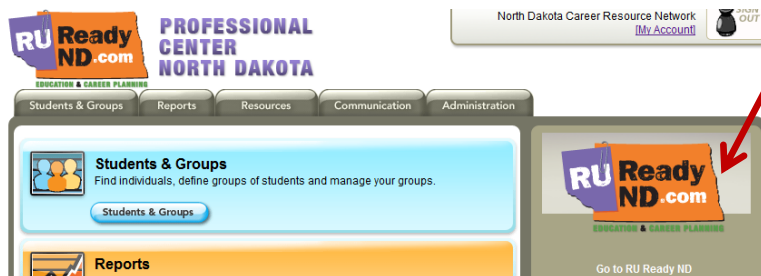 RU Ready
ND.com
EDUCATION & CAREER PLANNING
PROFESSIONAL
CENTER
NORTH DAKOTA
North Dakota Career Resource Network
[My Account]
SIGN
OUT
Students & Groups
Reports
Resources
Communication
Administration
Students & Groups
Find individuals, define groups of students and manage your groups.
Students & Groups
Reports
RU Ready
ND.com
EDUCATION & CAREER PLANNING
Go to RU Ready ND